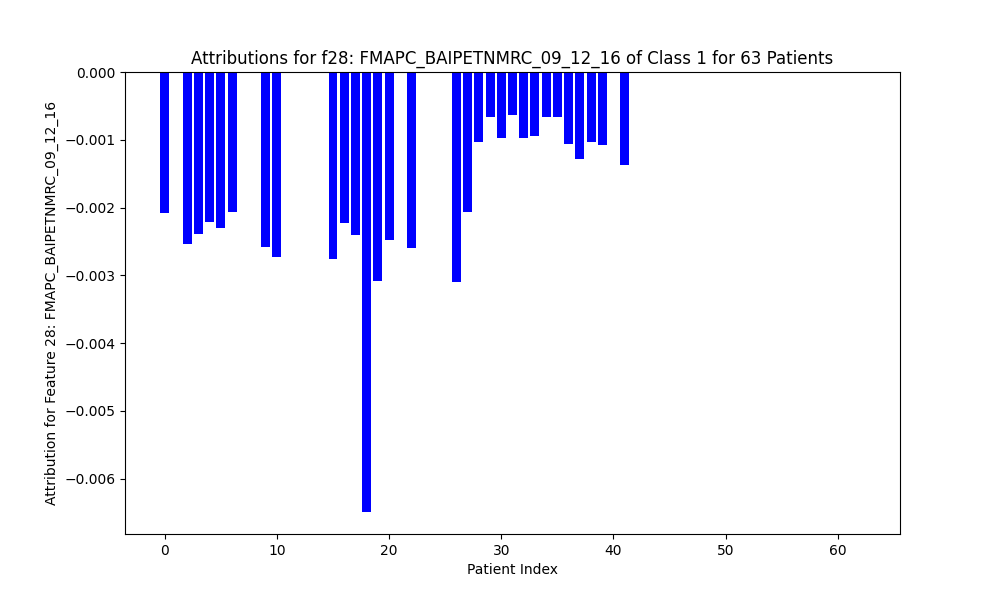 Attributions for f28: FMAPC_BAIPETNMRC_09_12_16 of Class 1 for 63 Patients
Attribution for Feature 28: FMAPC_BAIPETNMRC_09_12_16
0.000
−0.001
−0.002
−0.003
−0.004
−0.005
−0.006
0 10 20 30 40 50 60
Patient Index